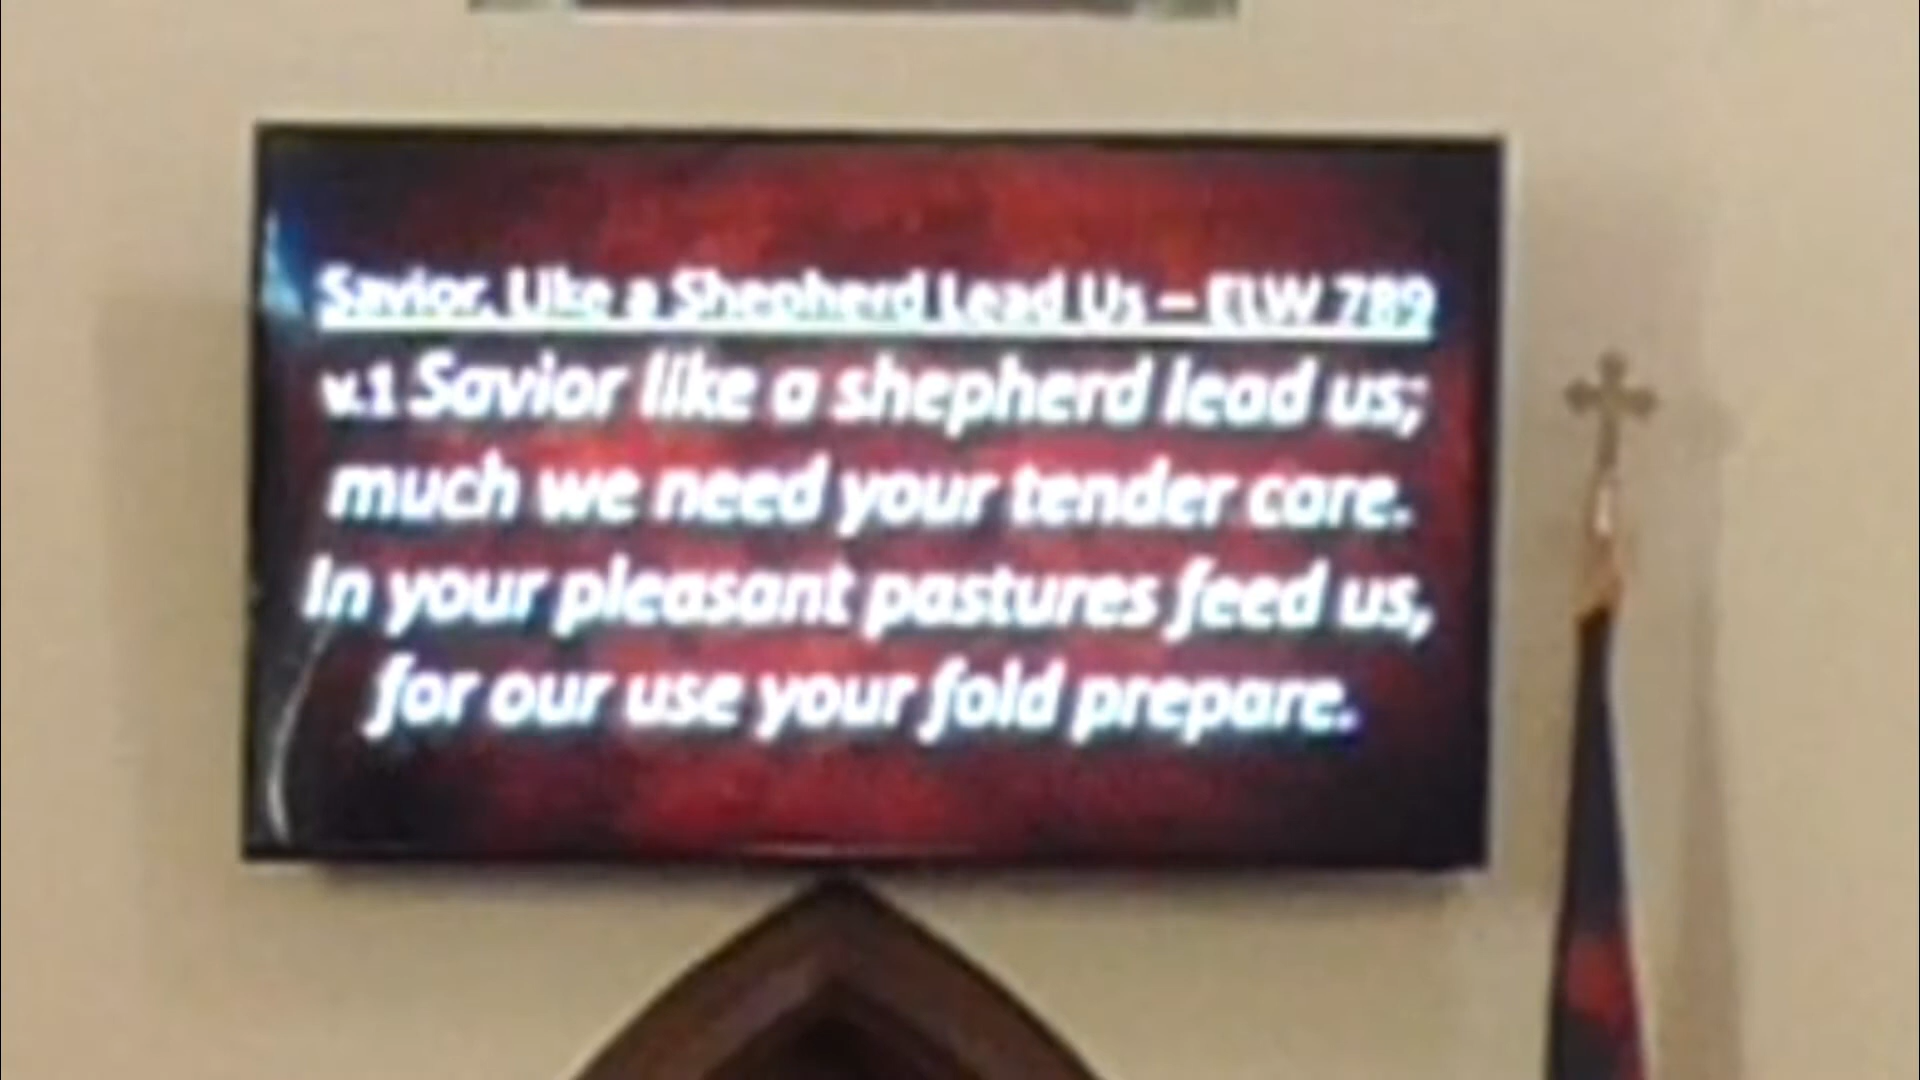 Savior, Like a Shepherd Lead Us – ELW 789
v.1 Savior like a shepherd lead us;
much we need your tender care.
In your pleasant pastures feed us,
for our use your fold prepare.